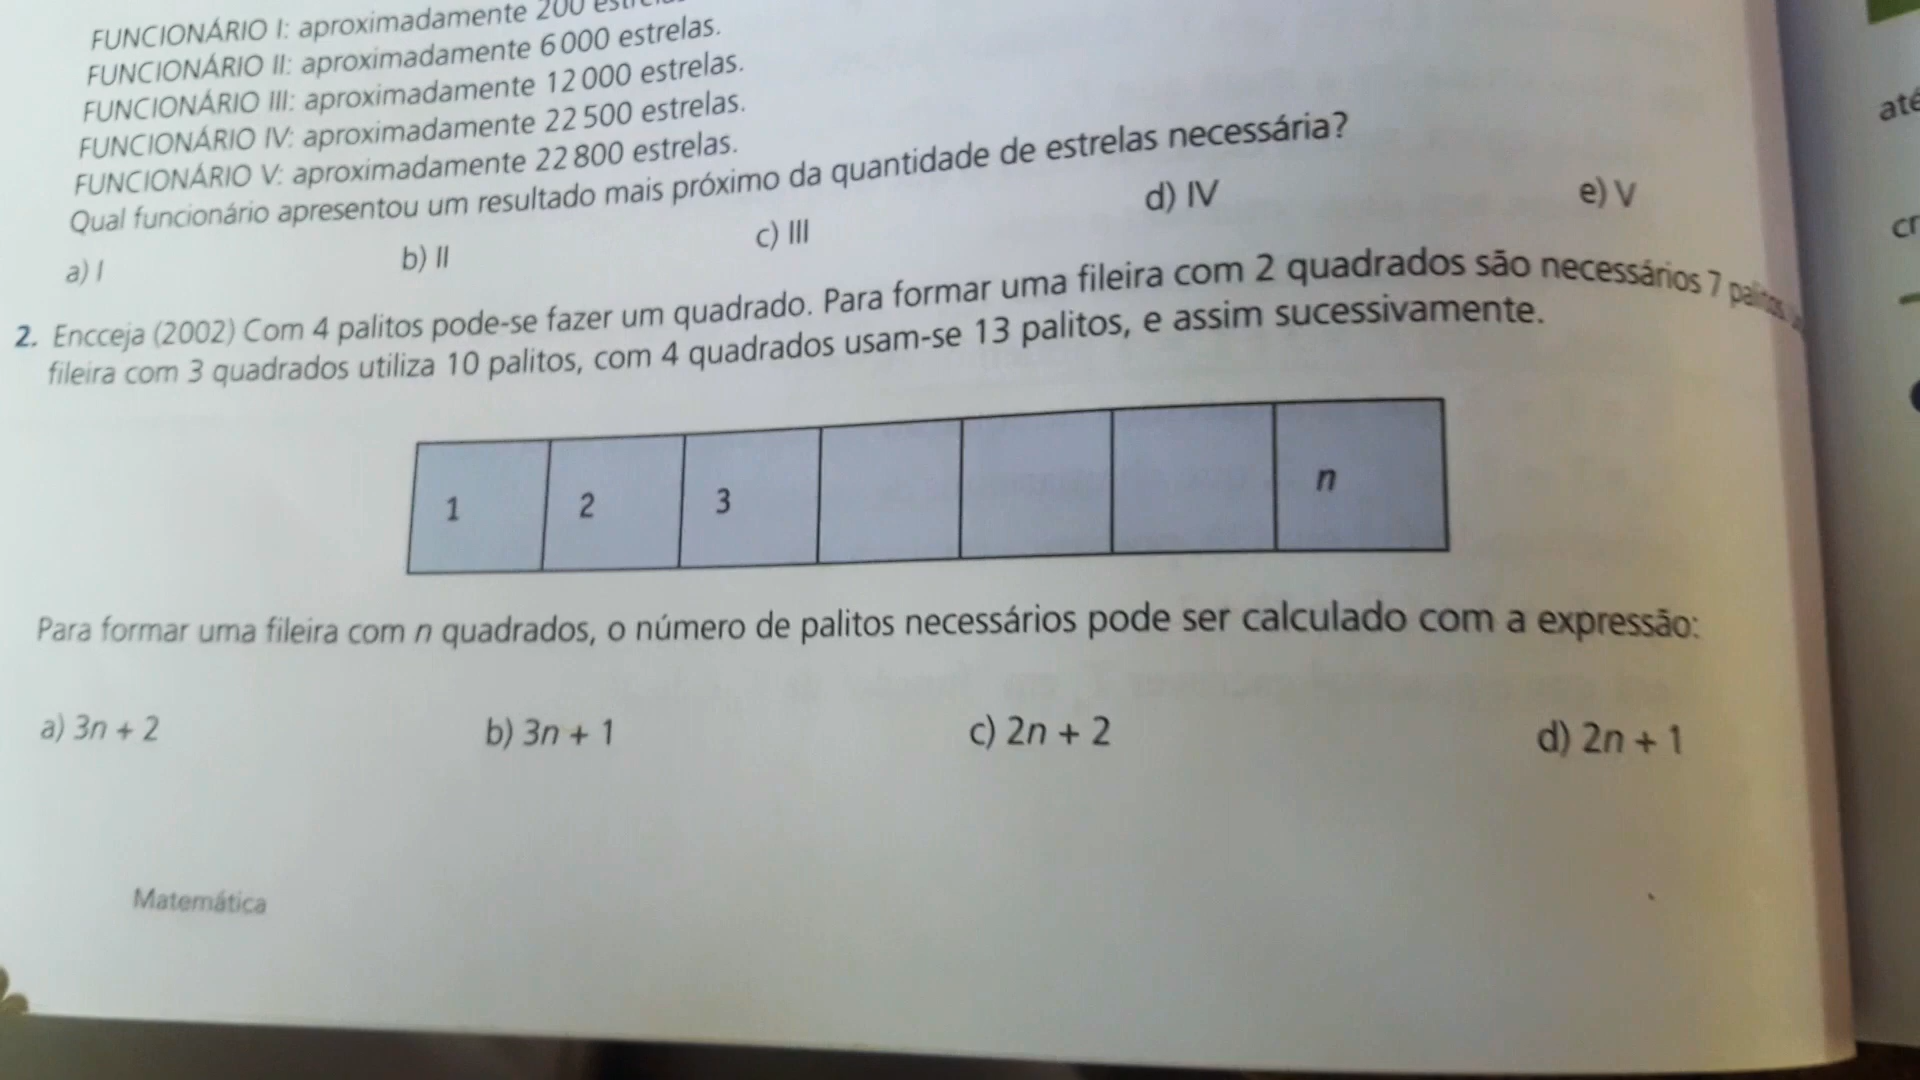 FUNCIONÁRIO I: aproximadamente 200
FUNCIONÁRIO II: aproximadamente 6 000 estrelas.
FUNCIONÁRIO III: aproximadamente 12 000 estrelas.
FUNCIONÁRIO IV: aproximadamente 22 500 estrelas.
FUNCIONÁRIO V: aproximadamente 22 800 estrelas.
Qual funcionário apresentou um resultado mais próximo da quantidade de estrelas necessária?
a) I b) II c) III d) IV e) V
2. Encceja (2002) Com 4 palitos pode-se fazer um quadrado. Para formar uma fileira com 2 quadrados são necessários 7 palitos
fileira com 3 quadrados utiliza 10 palitos, com 4 quadrados usam-se 13 palitos, e assim sucessivamente.
1 2 3 n
Para formar uma fileira com n quadrados, o número de palitos necessários pode ser calculado com a expressão:
a) 3n + 2 b) 3n + 1 c) 2n + 2 d) 2n + 1
Matemática
até